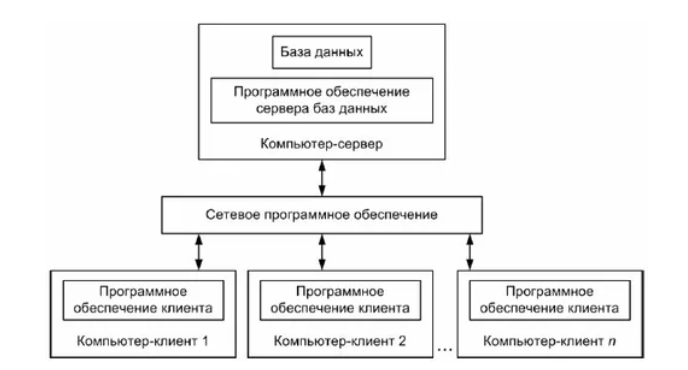 База данных
Программное обеспечение
сервера баз данных
Компьютер-сервер
Сетевое программное обеспечение
Программное
обеспечение клиента
Компьютер-клиент 1
Программное
обеспечение клиента
Компьютер-клиент 2
...
Программное
обеспечение клиента
Компьютер-клиент n